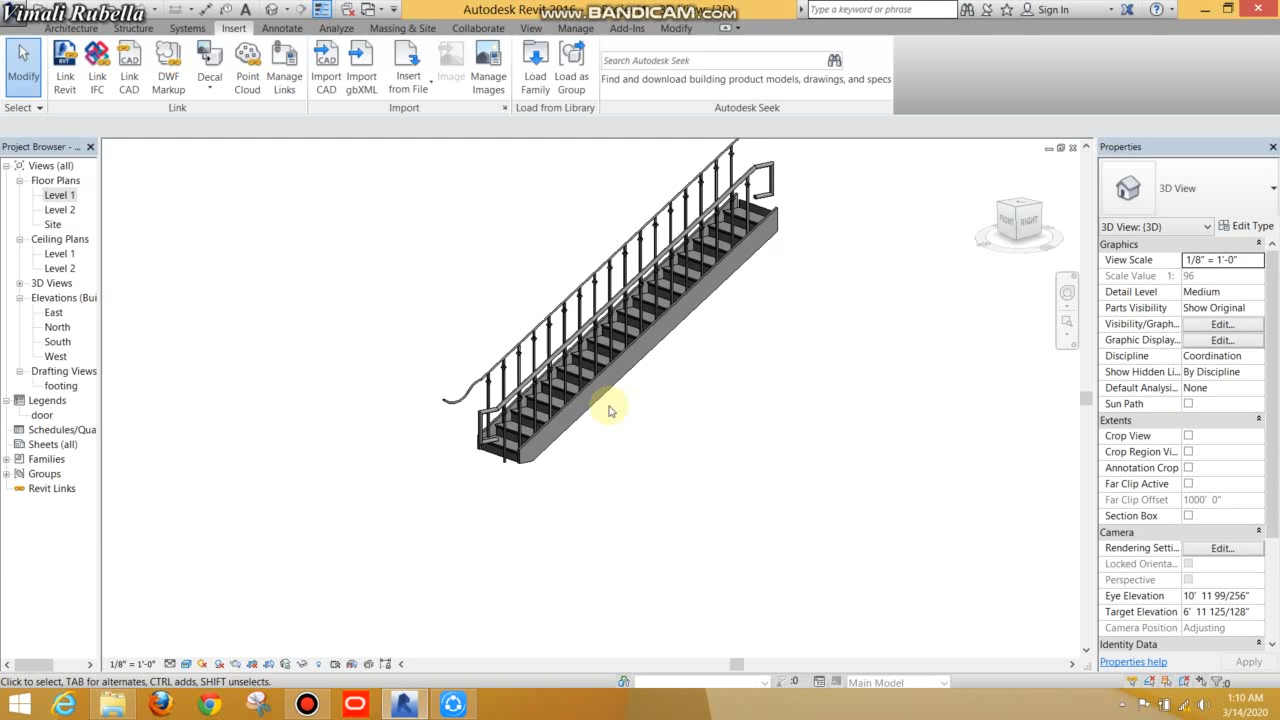 Vimali Rubella
Autodesk Revit 2016
www.BANDICAM.com
Type a keyword or phrase
Sign In
Architecture Structure Systems Insert Annotate Analyze Massing & Site Collaborate View Manage Add-Ins Modify
Modify
Link Revit
Link IFC
Link CAD
DWF Markup
Decal
Point Cloud
Manage Links
Import CAD
Import gbXML
Insert from File
Image
Manage Images
Load Family
Load as Group
Search Autodesk Seek
Find and download building product models, drawings, and specs
Select Link Import Load from Library Autodesk Seek
Project Browser - ...
Views (all)
Floor Plans
Level 1
Level 2
Site
Ceiling Plans
Level 1
Level 2
3D Views
Elevations (Bui
East
North
South
West
Drafting Views
footing
Legends
door
Schedules/Qua
Sheets (all)
Families
Groups
Revit Links
FRONT RIGHT
Properties
3D View
3D View: {3D} Edit Type
Graphics
View Scale 1/8" = 1'-0"
Scale Value 1: 96
Detail Level Medium
Parts Visibility Show Original
Visibility/Graph... Edit...
Graphic Display... Edit...
Discipline Coordination
Show Hidden Li... By Discipline
Default Analysi... None
Sun Path
Extents
Crop View
Crop Region Vi...
Annotation Crop
Far Clip Active
Far Clip Offset 1000' 0"
Section Box
Camera
Rendering Setti... Edit...
Locked Orienta...
Perspective
Eye Elevation 10' 11 99/256"
Target Elevation 6' 11 125/128"
Camera Position Adjusting
Identity Data
Properties help Apply
1/8" = 1'-0"
Click to select, TAB for alternates, CTRL adds, SHIFT unselects.
:0
Main Model
:0
1:10 AM
3/14/2020